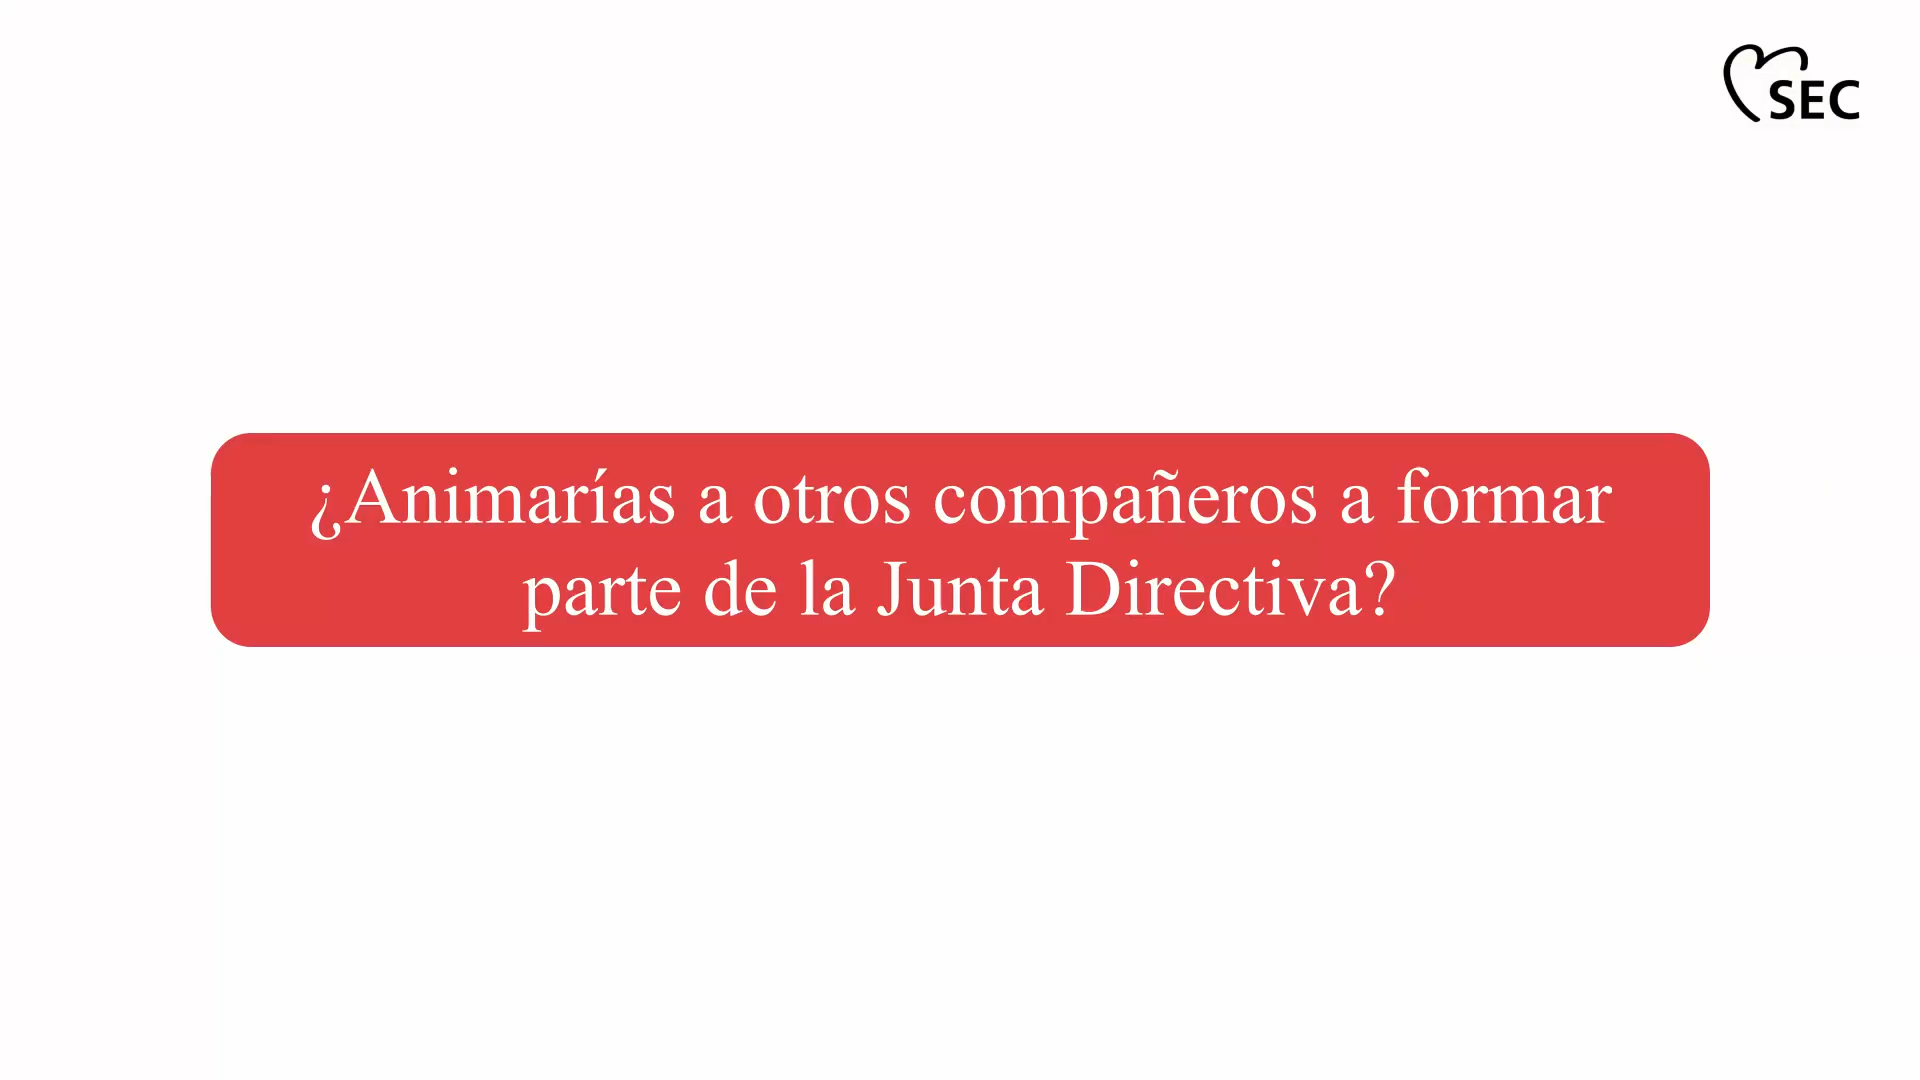 SEC
¿Animarías a otros compañeros a formar
parte de la Junta Directiva?